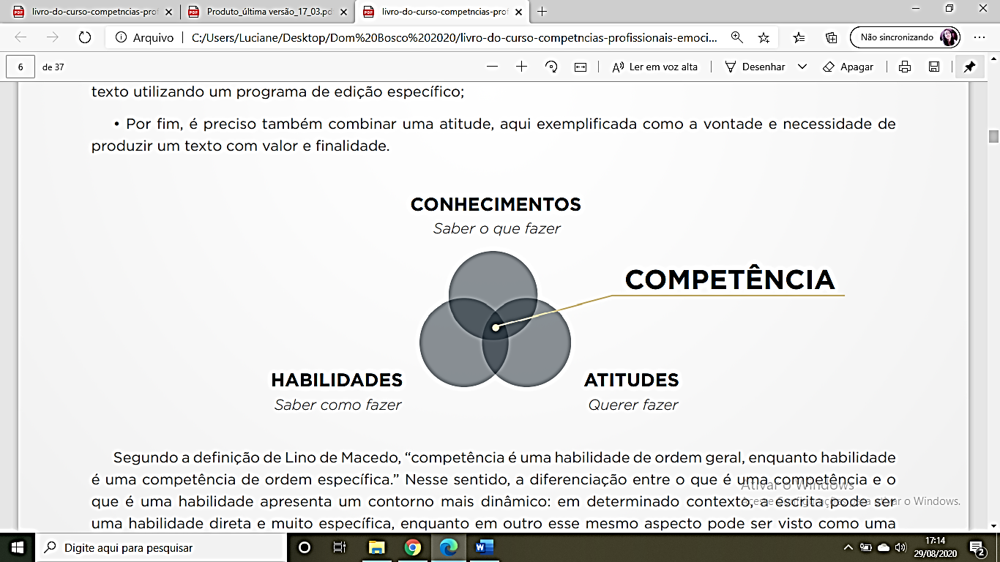 livro-do-curso-competncias-prof
Produto_última versão_17_03.pd
livro-do-curso-competncias-prof
Arquivo
C:/Users/Luciane/Desktop/Dom%20Bosco%202020/livro-do-curso-competncias-profissionais-emoci...
Não sincronizando
6 de 37
Ler em voz alta
Desenhar
Apagar
texto utilizando um programa de edição específico;
• Por fim, é preciso também combinar uma atitude, aqui exemplificada como a vontade e necessidade de
produzir um texto com valor e finalidade.
CONHECIMENTOS
Saber o que fazer
COMPETÊNCIA
HABILIDADES
Saber como fazer
ATITUDES
Querer fazer
Segundo a definição de Lino de Macedo, “competência é uma habilidade de ordem geral, enquanto habilidade
é uma competência de ordem específica.” Nesse sentido, a diferenciação entre o que é uma competência e o
que é uma habilidade apresenta um contorno mais dinâmico: em determinado contexto, a escrita pode ser
uma habilidade direta e muito específica, enquanto em outro esse mesmo aspecto pode ser visto como uma
Ativar o Windows
Acesse Configurações para ativar o Windows.
Digite aqui para pesquisar
17:14
29/08/2020
2